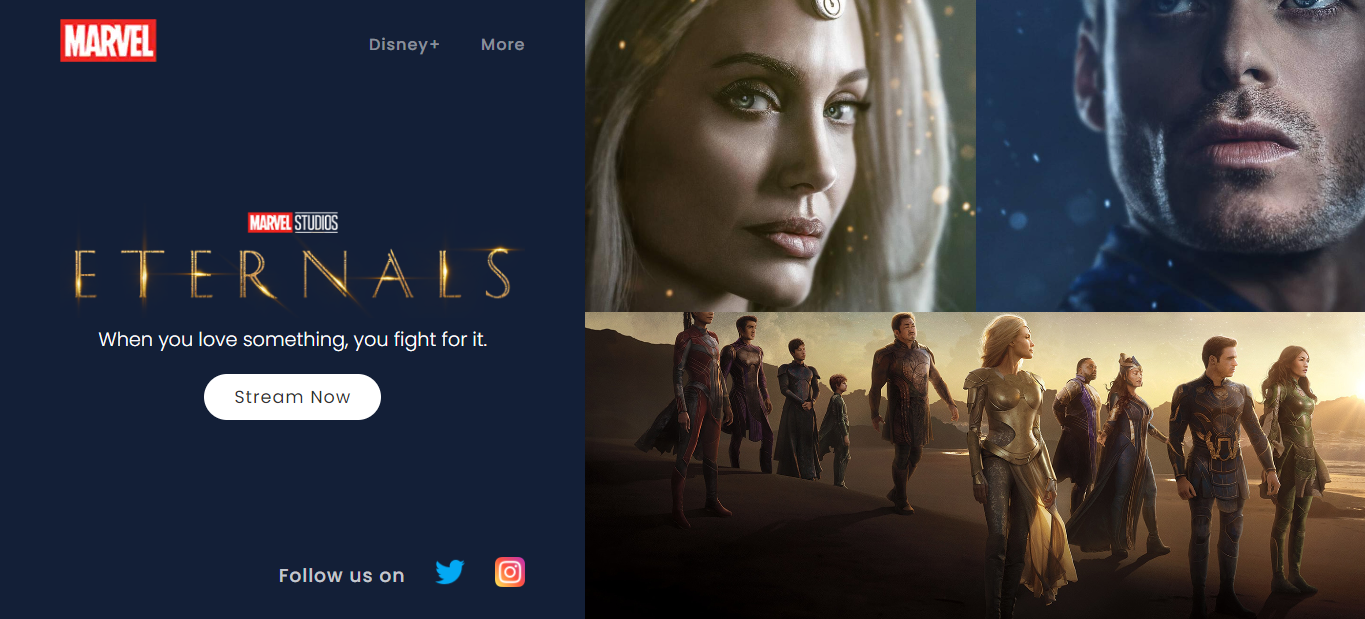 MARVEL
Disney+ More
MARVEL STUDIOS
ETERNALS
When you love something, you fight for it.
Stream Now
Follow us on